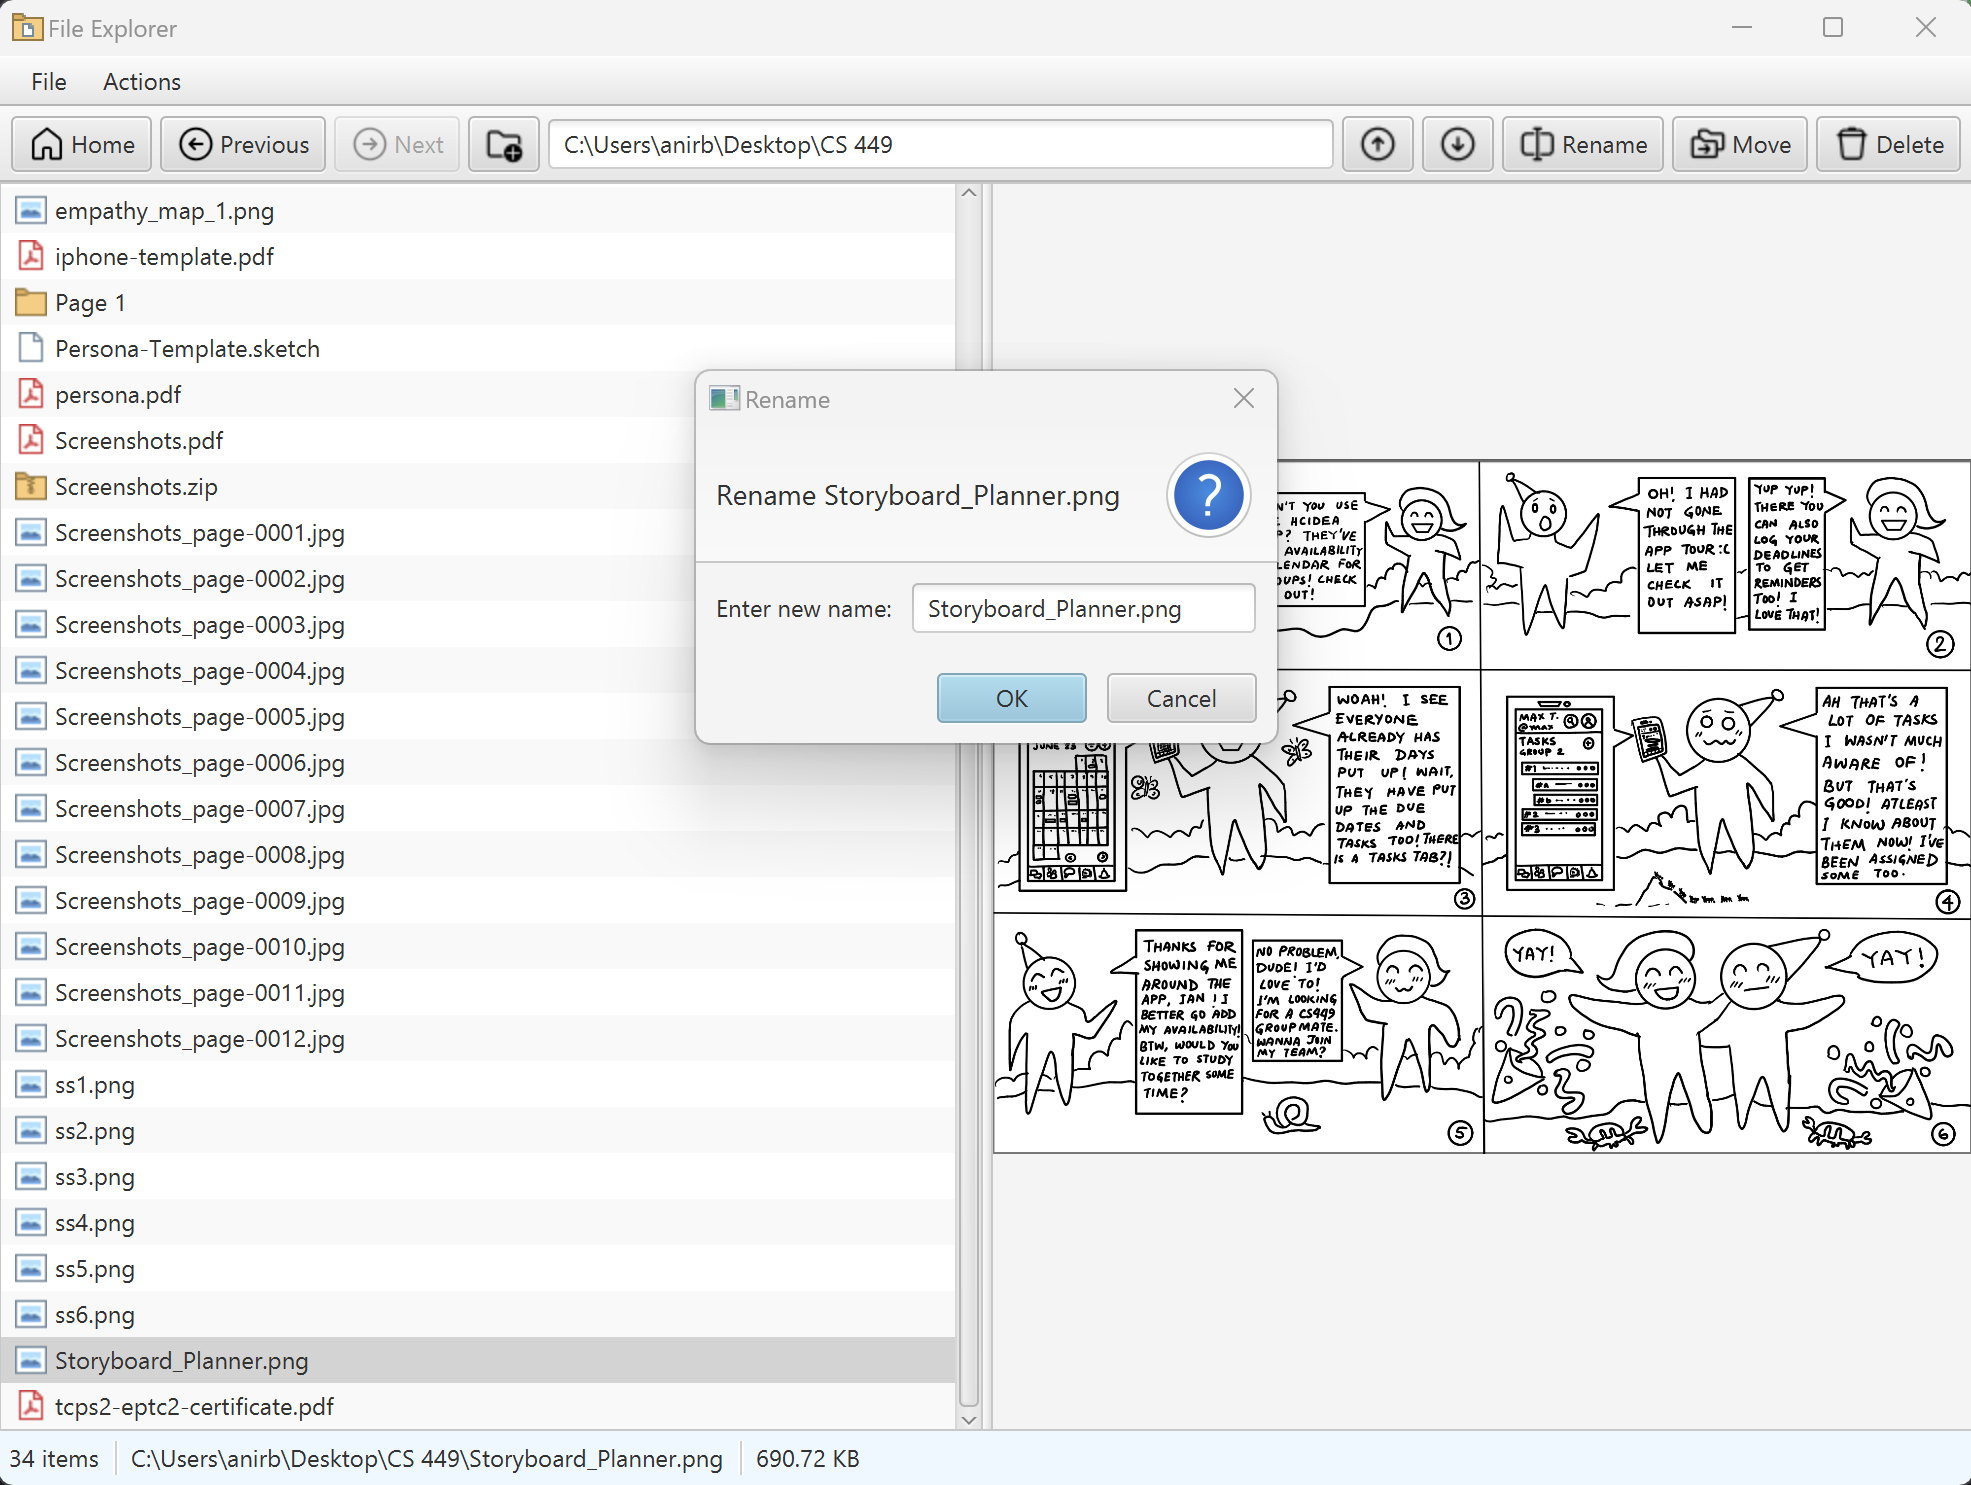 File Explorer
File Actions
Home Previous Next C:\Users\anirb\Desktop\CS 449 Rename Move Delete
empathy_map_1.png
iphone-template.pdf
Page 1
Persona-Template.sketch
persona.pdf
Screenshots.pdf
Screenshots.zip
Screenshots_page-0001.jpg
Screenshots_page-0002.jpg
Screenshots_page-0003.jpg
Screenshots_page-0004.jpg
Screenshots_page-0005.jpg
Screenshots_page-0006.jpg
Screenshots_page-0007.jpg
Screenshots_page-0008.jpg
Screenshots_page-0009.jpg
Screenshots_page-0010.jpg
Screenshots_page-0011.jpg
Screenshots_page-0012.jpg
ss1.png
ss2.png
ss3.png
ss4.png
ss5.png
ss6.png
Storyboard_Planner.png
tcps2-eptc2-certificate.pdf
Rename
Rename Storyboard_Planner.png
?
Enter new name: Storyboard_Planner.png
OK Cancel
N'T YOU USE
HCIDEA
? THEY'VE
AVAILABILITY
LENDAR FOR
OUPS! CHECK
OUT!
1
OH! I HAD
NOT GONE
THROUGH THE
APP TOUR:C
LET ME
CHECK IT
OUT ASAP!
YUP YUP!
THERE YOU
CAN ALSO
LOG YOUR
DEADLINES
TO GET
REMINDERS
TOO! I
LOVE THAT!
2
JUNE 23
WOAH! I SEE
EVERYONE
ALREADY HAS
THEIR DAYS
PUT UP! WAIT,
THEY HAVE PUT
UP THE DUE
DATES AND
TASKS TOO! THERE
IS A TASKS TAB?!
3
MAX T.
@max
TASKS
GROUP 2
#1
#a
#b
#2
#3
AH THAT'S A
LOT OF TASKS
I WASN'T MUCH
AWARE OF!
BUT THAT'S
GOOD! ATLEAST
I KNOW ABOUT
THEM NOW! I'VE
BEEN ASSIGNED
SOME TOO.
4
THANKS FOR
SHOWING ME
AROUND THE
APP, IAN! I
BETTER GO ADD
MY AVAILABILITY!
BTW, WOULD YOU
LIKE TO STUDY
TOGETHER SOME
TIME?
NO PROBLEM,
DUDE! I'D
LOVE TO!
I'M LOOKING
FOR A CS449
GROUPMATE.
WANNA JOIN
MY TEAM?
5
YAY!
YAY!
6
34 items C:\Users\anirb\Desktop\CS 449\Storyboard_Planner.png 690.72 KB